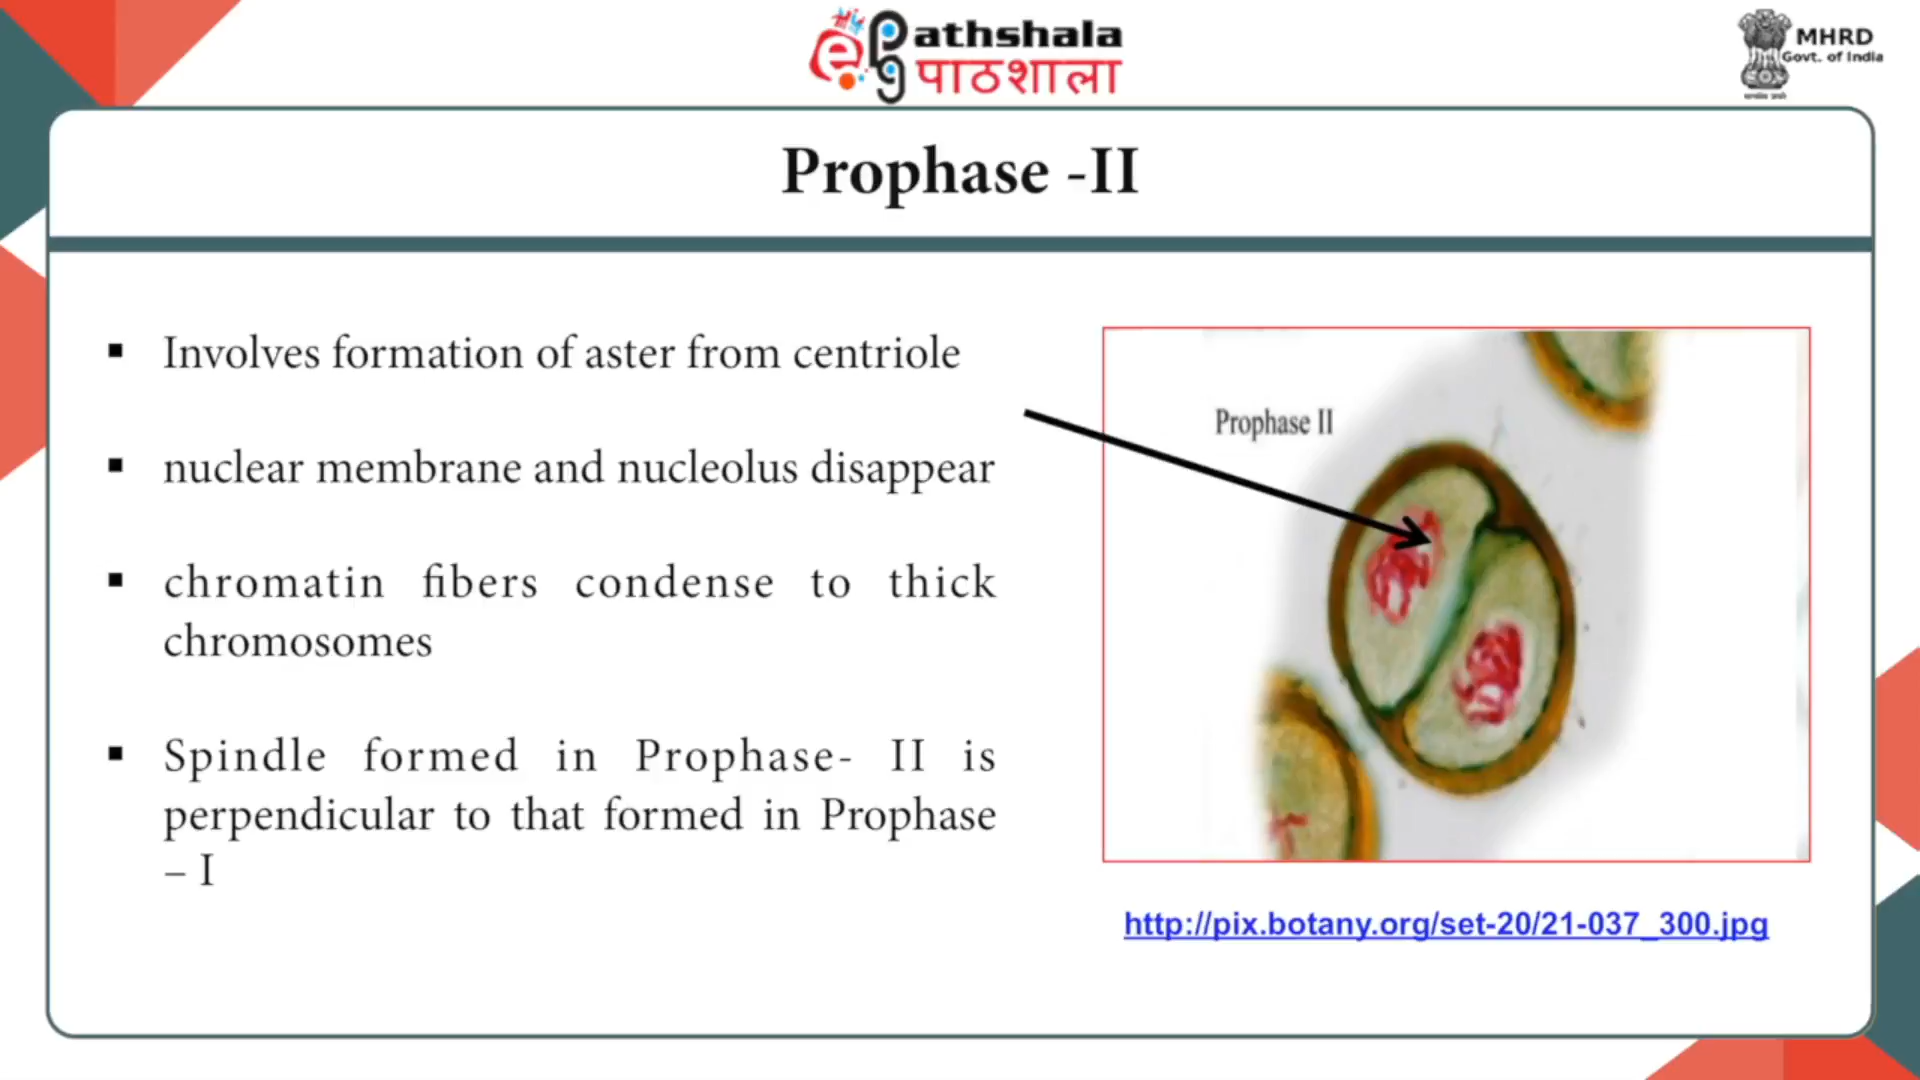 Pathshala
पाठशाला
MHRD
Govt. of India
Prophase -II
Involves formation of aster from centriole
nuclear membrane and nucleolus disappear
chromatin fibers condense to thick
chromosomes
Spindle formed in Prophase- II is
perpendicular to that formed in Prophase
– I
Prophase II
http://pix.botany.org/set-20/21-037_300.jpg